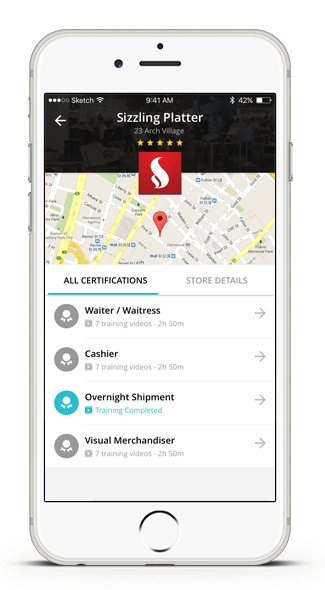 Sketch 9:41 AM 42%
Sizzling Platter
23 Arch Village
ALL CERTIFICATIONS STORE DETAILS
Waiter / Waitress
7 training videos - 2h 50m
Cashier
7 training videos - 2h 50m
Overnight Shipment
Training Completed
Visual Merchandiser
7 training videos - 2h 50m